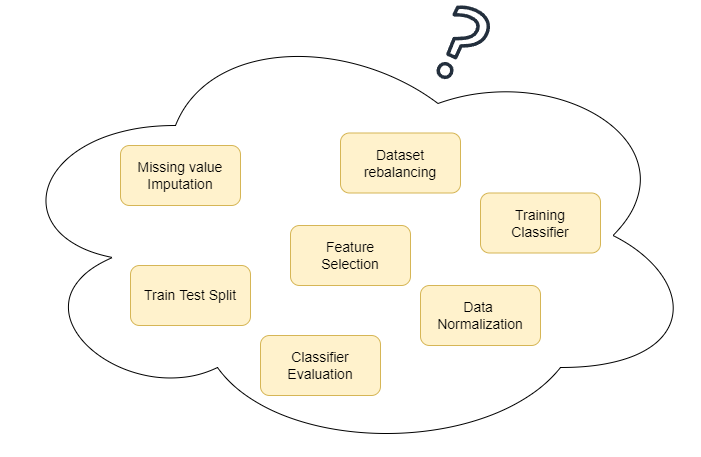 Missing value
Imputation
Dataset
rebalancing
Training
Classifier
Feature
Selection
Train Test Split
Data
Normalization
Classifier
Evaluation
?